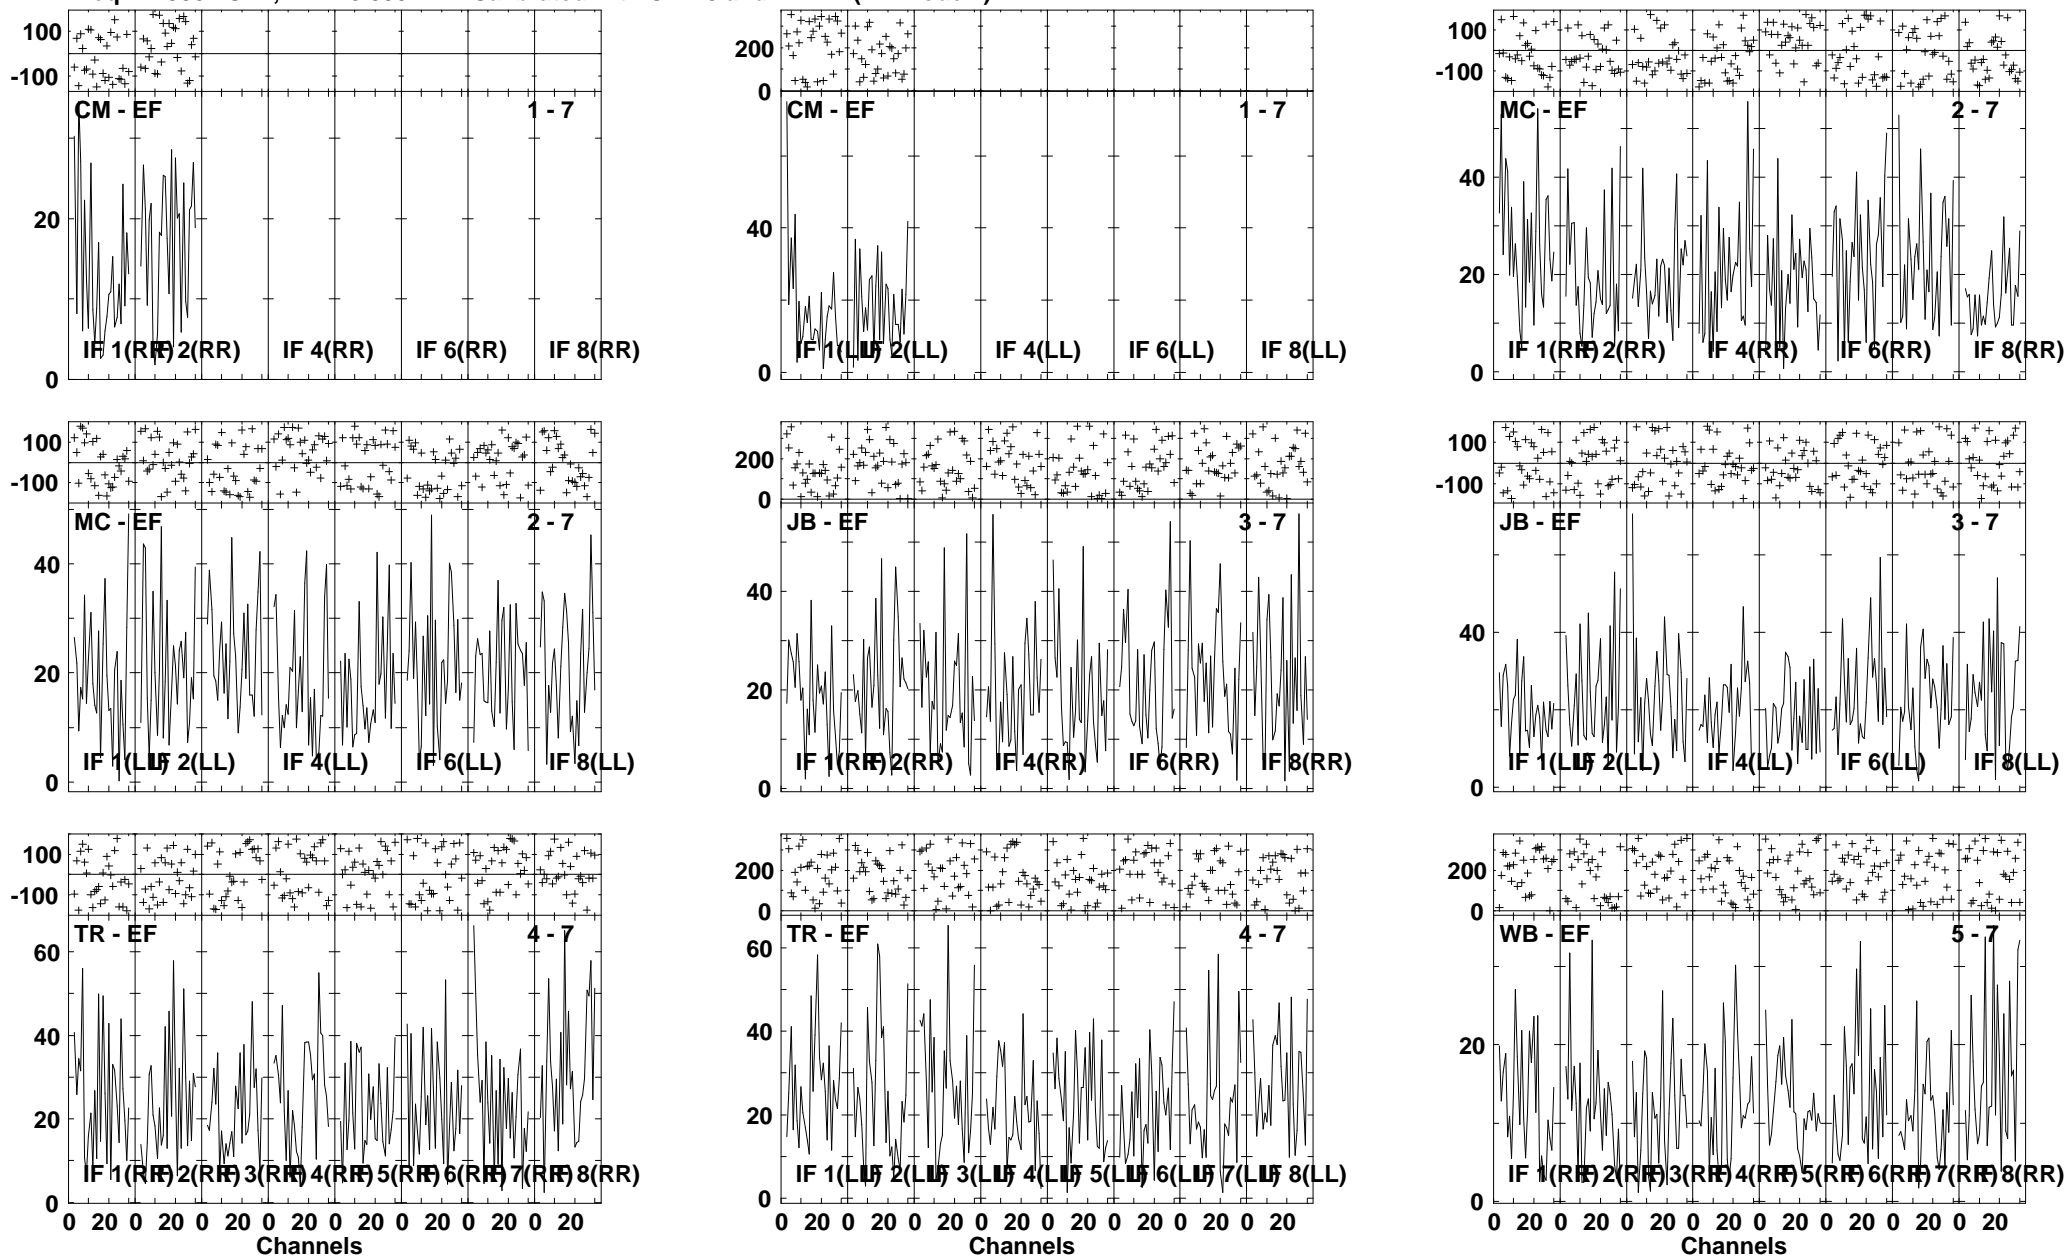 100
-100
CM - EF 1 - 7
20
0
IF 1(RR) IF 2(RR) IF 4(RR) IF 6(RR) IF 8(RR)
200
0
CM - EF 1 - 7
40
0
IF 1(LL) IF 2(LL) IF 4(LL) IF 6(LL) IF 8(LL)
100
-100
MC - EF 2 - 7
40
20
0
IF 1(RR) IF 2(RR) IF 4(RR) IF 6(RR) IF 8(RR)
100
-100
MC - EF 2 - 7
40
20
0
IF 1(LL) IF 2(LL) IF 4(LL) IF 6(LL) IF 8(LL)
200
0
JB - EF 3 - 7
40
20
0
IF 1(RR) IF 2(RR) IF 4(RR) IF 6(RR) IF 8(RR)
100
-100
JB - EF 3 - 7
40
0
IF 1(LL) IF 2(LL) IF 4(LL) IF 6(LL) IF 8(LL)
100
-100
TR - EF 4 - 7
60
40
20
0
IF 1(RR) IF 2(RR) IF 3(RR) IF 4(RR) IF 5(RR) IF 6(RR) IF 7(RR) IF 8(RR)
0 20 0 20 0 20 0 20 0 20 0 20 0 20 0 20
Channels
200
0
TR - EF 4 - 7
60
40
20
0
IF 1(LL) IF 2(LL) IF 3(LL) IF 4(LL) IF 5(LL) IF 6(LL) IF 7(LL) IF 8(LL)
0 20 0 20 0 20 0 20 0 20 0 20 0 20 0 20
Channels
200
0
WB - EF 5 - 7
20
0
IF 1(RR) IF 2(RR) IF 3(RR) IF 4(RR) IF 5(RR) IF 6(RR) IF 7(RR) IF 8(RR)
0 20 0 20 0 20 0 20 0 20 0 20 0 20 0 20
Channels